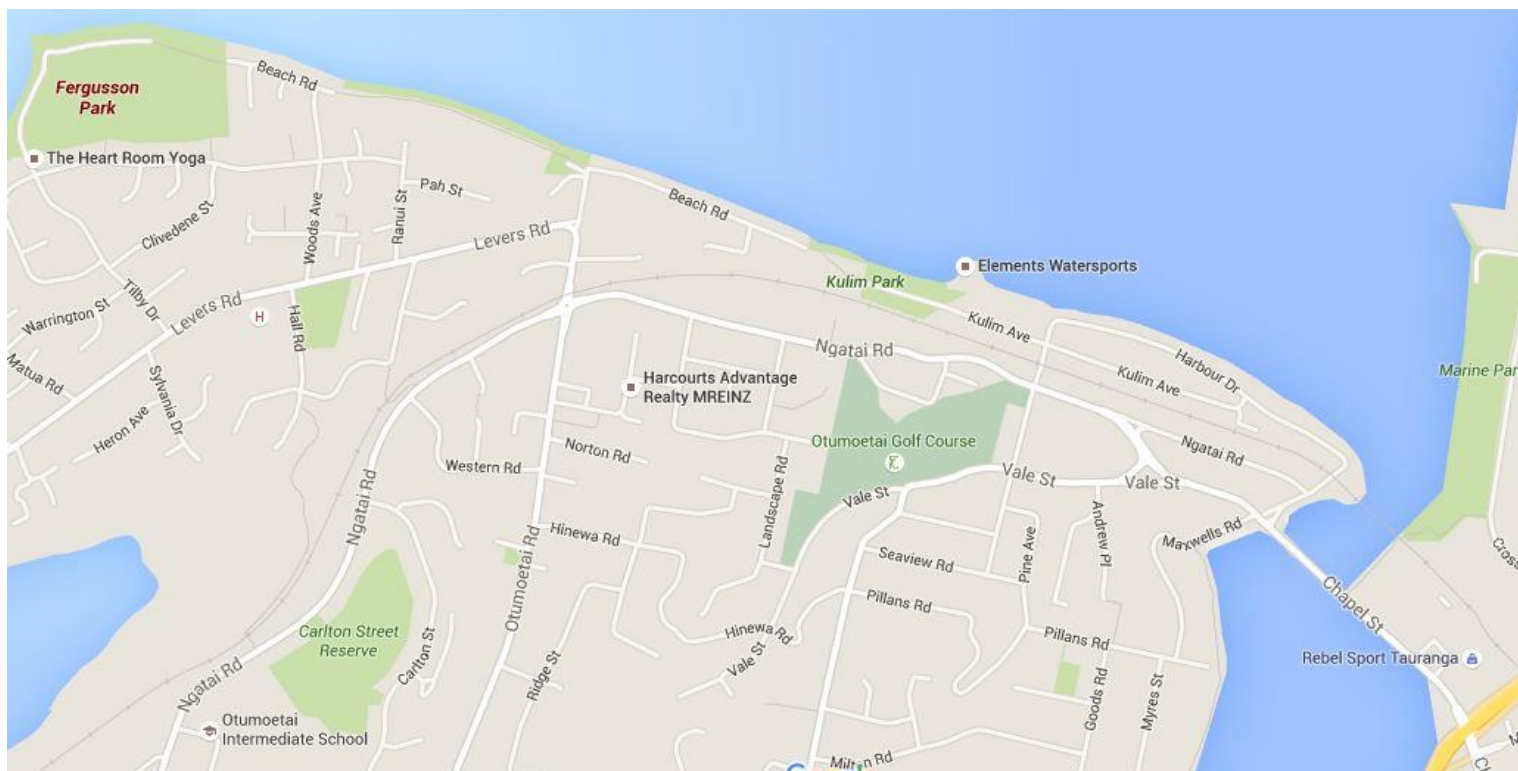 Fergusson
Park
Beach Rd
The Heart Room Yoga
Pah St
Clivedene St
Woods Ave
Ranui St
Levers Rd
Beach Rd
Elements Watersports
Kulim Park
Tilby Dr
Warrington St
Levers Rd
Hall Rd
H
Kulim Ave
Ngatai Rd
Harbour Dr
Kulim Ave
Marine Par
Matua Rd
Sylvania Dr
Heron Ave
Harcourts Advantage
Realty MREINZ
Otumoetai Golf Course
Ngatai Rd
Norton Rd
Western Rd
Landscape Rd
Vale St
Vale St
Vale St
Ngatai Rd
Hinewa Rd
Otumoetai Rd
Andrew Pl
Maxwells Rd
Seaview Rd
Pine Ave
Cross
Pillans Rd
Chapel St
Carlton Street
Reserve
Carlton St
Hinewa Rd
Vale St
Pillans Rd
Rebel Sport Tauranga
Ngatai Rd
Ridge St
Goods Rd
Myres St
Otumoetai
Intermediate School
Milton Rd